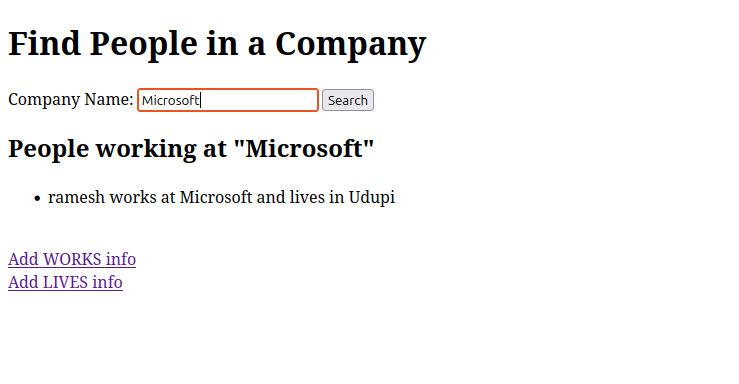 Find People in a Company
Company Name: Microsoft Search
People working at "Microsoft"
• ramesh works at Microsoft and lives in Udupi
Add WORKS info
Add LIVES info